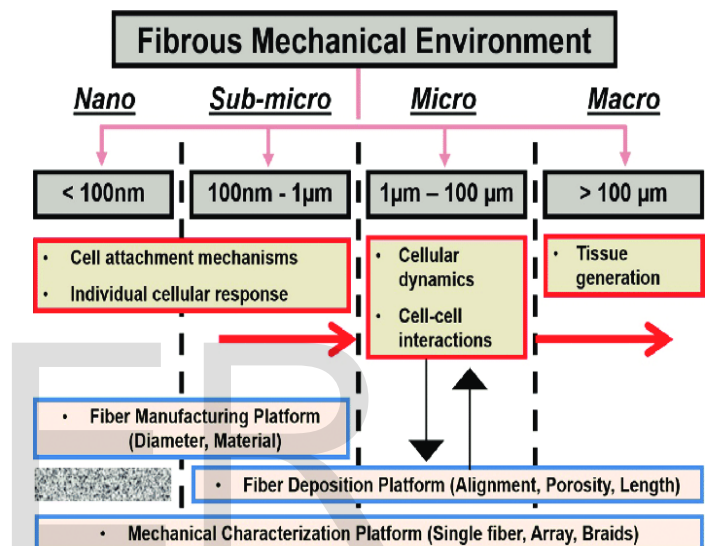 Fibrous Mechanical Environment
Nano Sub-micro Micro Macro
< 100nm 100nm - 1µm 1µm – 100 µm > 100 µm
• Cell attachment mechanisms
• Individual cellular response
• Cellular
dynamics
• Cell-cell
interactions
• Tissue
generation
• Fiber Manufacturing Platform
(Diameter, Material)
• Fiber Deposition Platform (Alignment, Porosity, Length)
• Mechanical Characterization Platform (Single fiber, Array, Braids)
ER